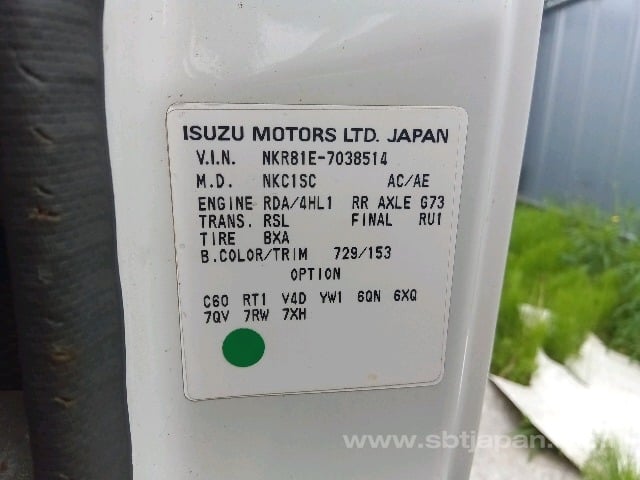 ISUZU MOTORS LTD. JAPAN
V.I.N. NKR81E-7038514
M.D. NKC1SC AC/AE
ENGINE RDA/4HL1 RR AXLE G73
TRANS. RSL FINAL RU1
TIRE BXA
B.COLOR/TRIM 729/153
OPTION
C60 RT1 V4D YW1 6QN 6XQ
7QV 7RW 7XH
www.sbtjapan.com